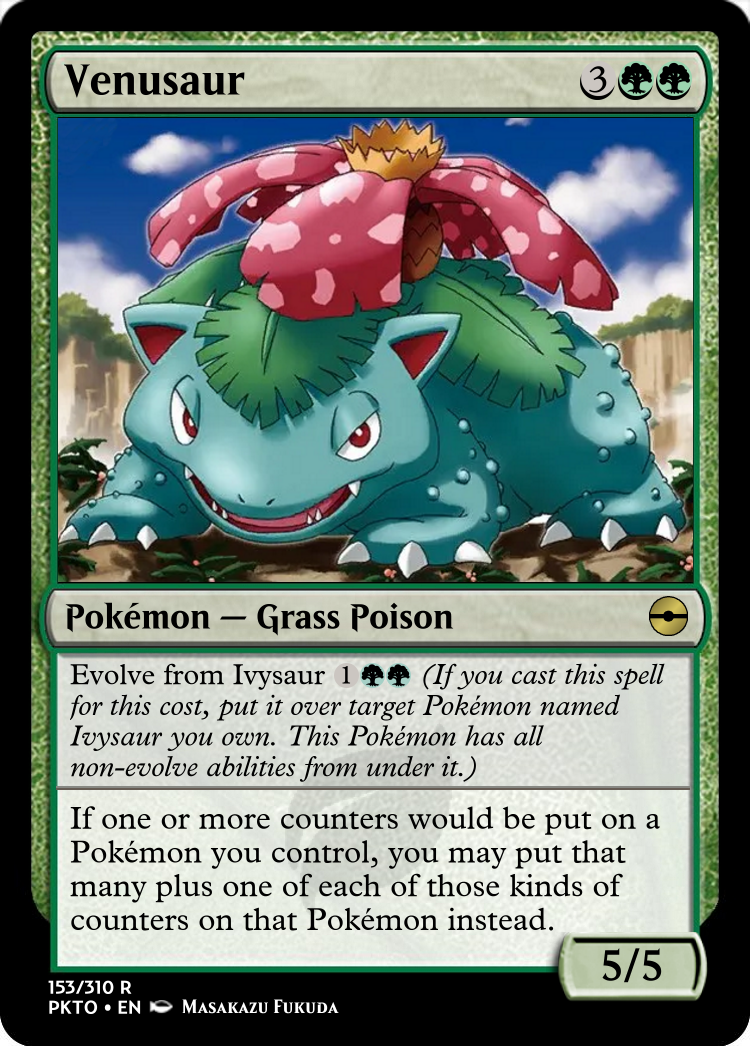 Venusaur 3
Pokémon — Grass Poison
Evolve from Ivysaur 1 (If you cast this spell
for this cost, put it over target Pokémon named
Ivysaur you own. This Pokémon has all
non-evolve abilities from under it.)
If one or more counters would be put on a
Pokémon you control, you may put that
many plus one of each of those kinds of
counters on that Pokémon instead.
5/5
153/310 R
PKTO • EN Masakazu Fukuda